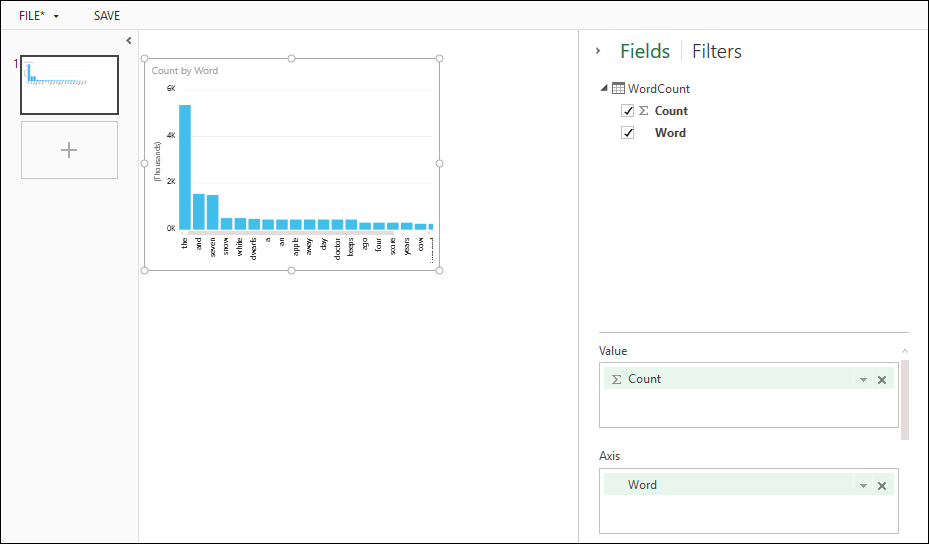 FILE* SAVE
1
Count by Word
6K
4K
2K
0K
(Thousands)
the
and
seven
snow
white
dwarfs
a
an
apple
away
day
doctor
keeps
ago
four
score
years
cow
Fields Filters
WordCount
Σ Count
Word
Value
Σ Count
Axis
Word